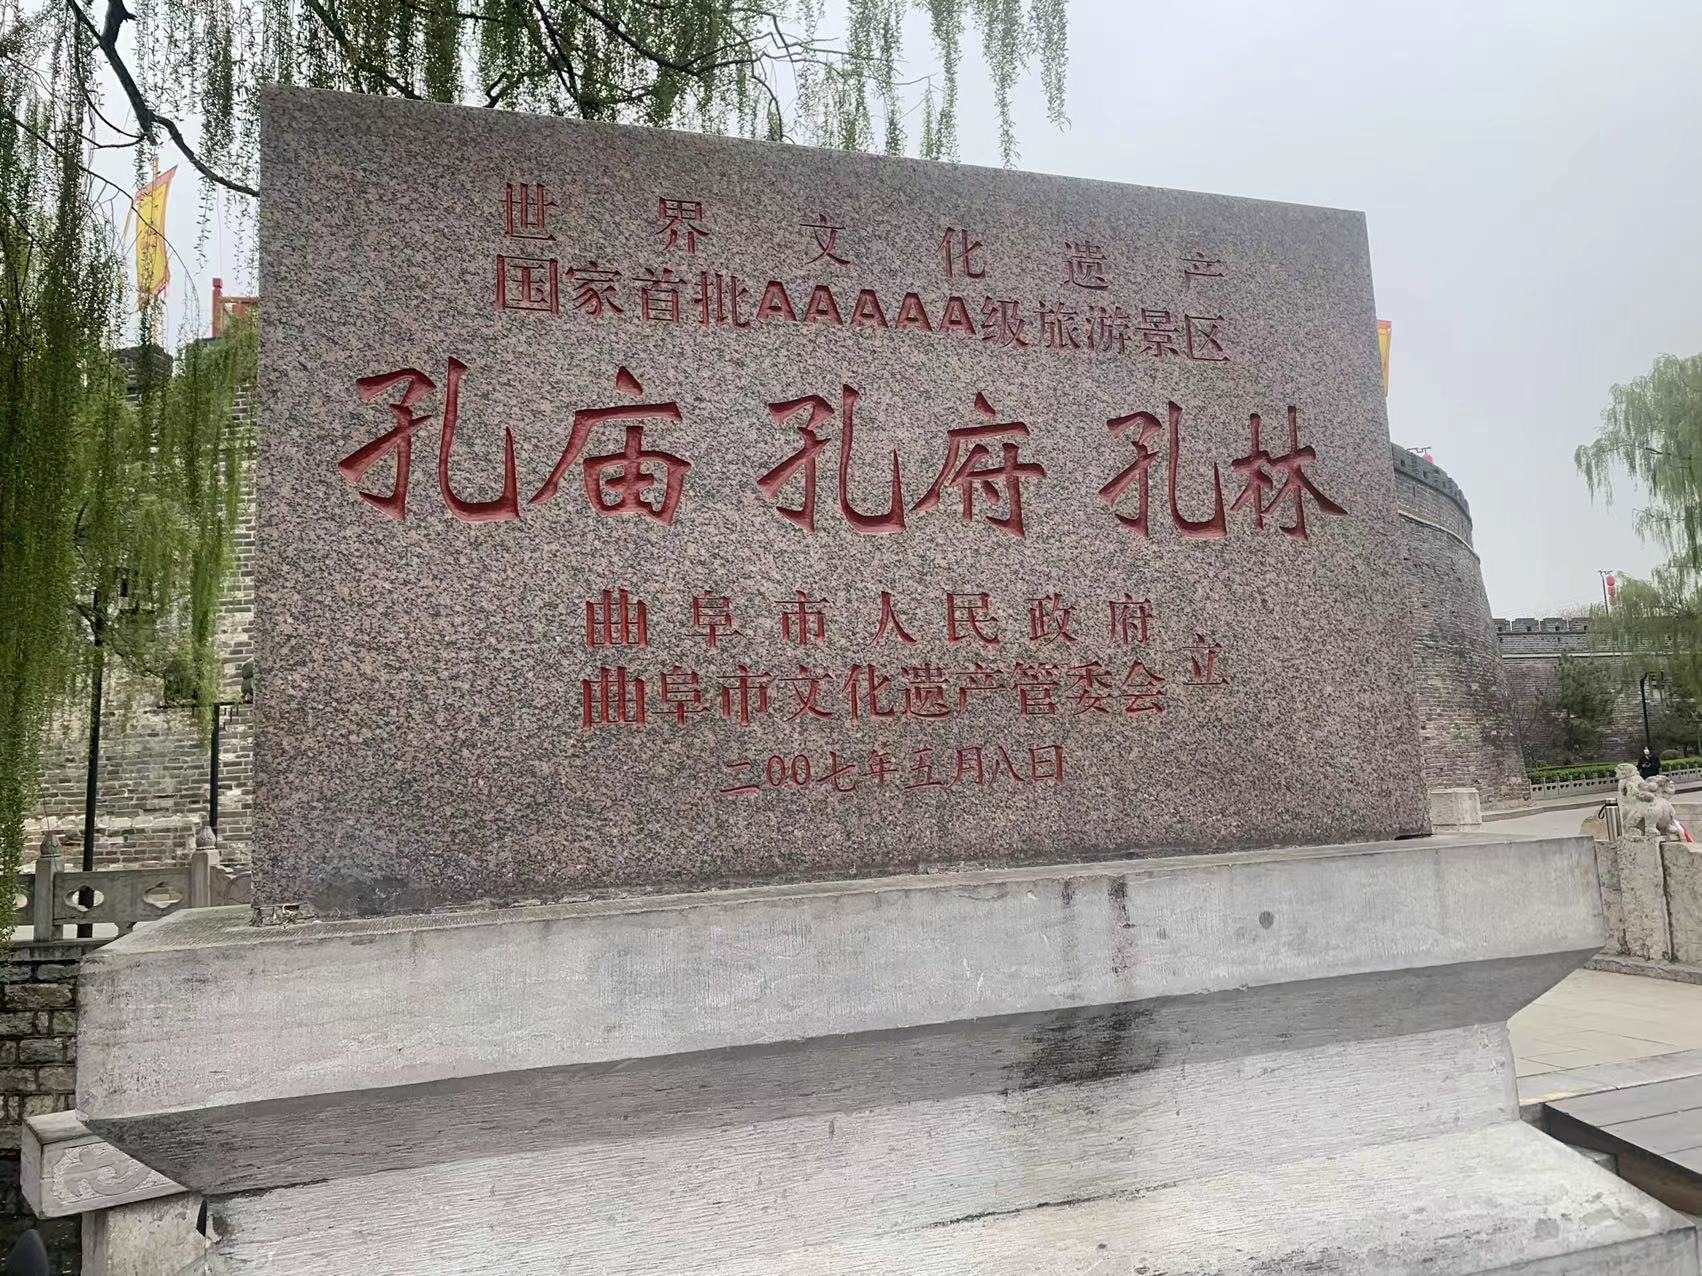 世界文化遗产
国家首批AAAAA级旅游景区
孔庙 孔府 孔林
曲阜市人民政府
曲阜市文化遗产管委会 立
二00七年五月八日